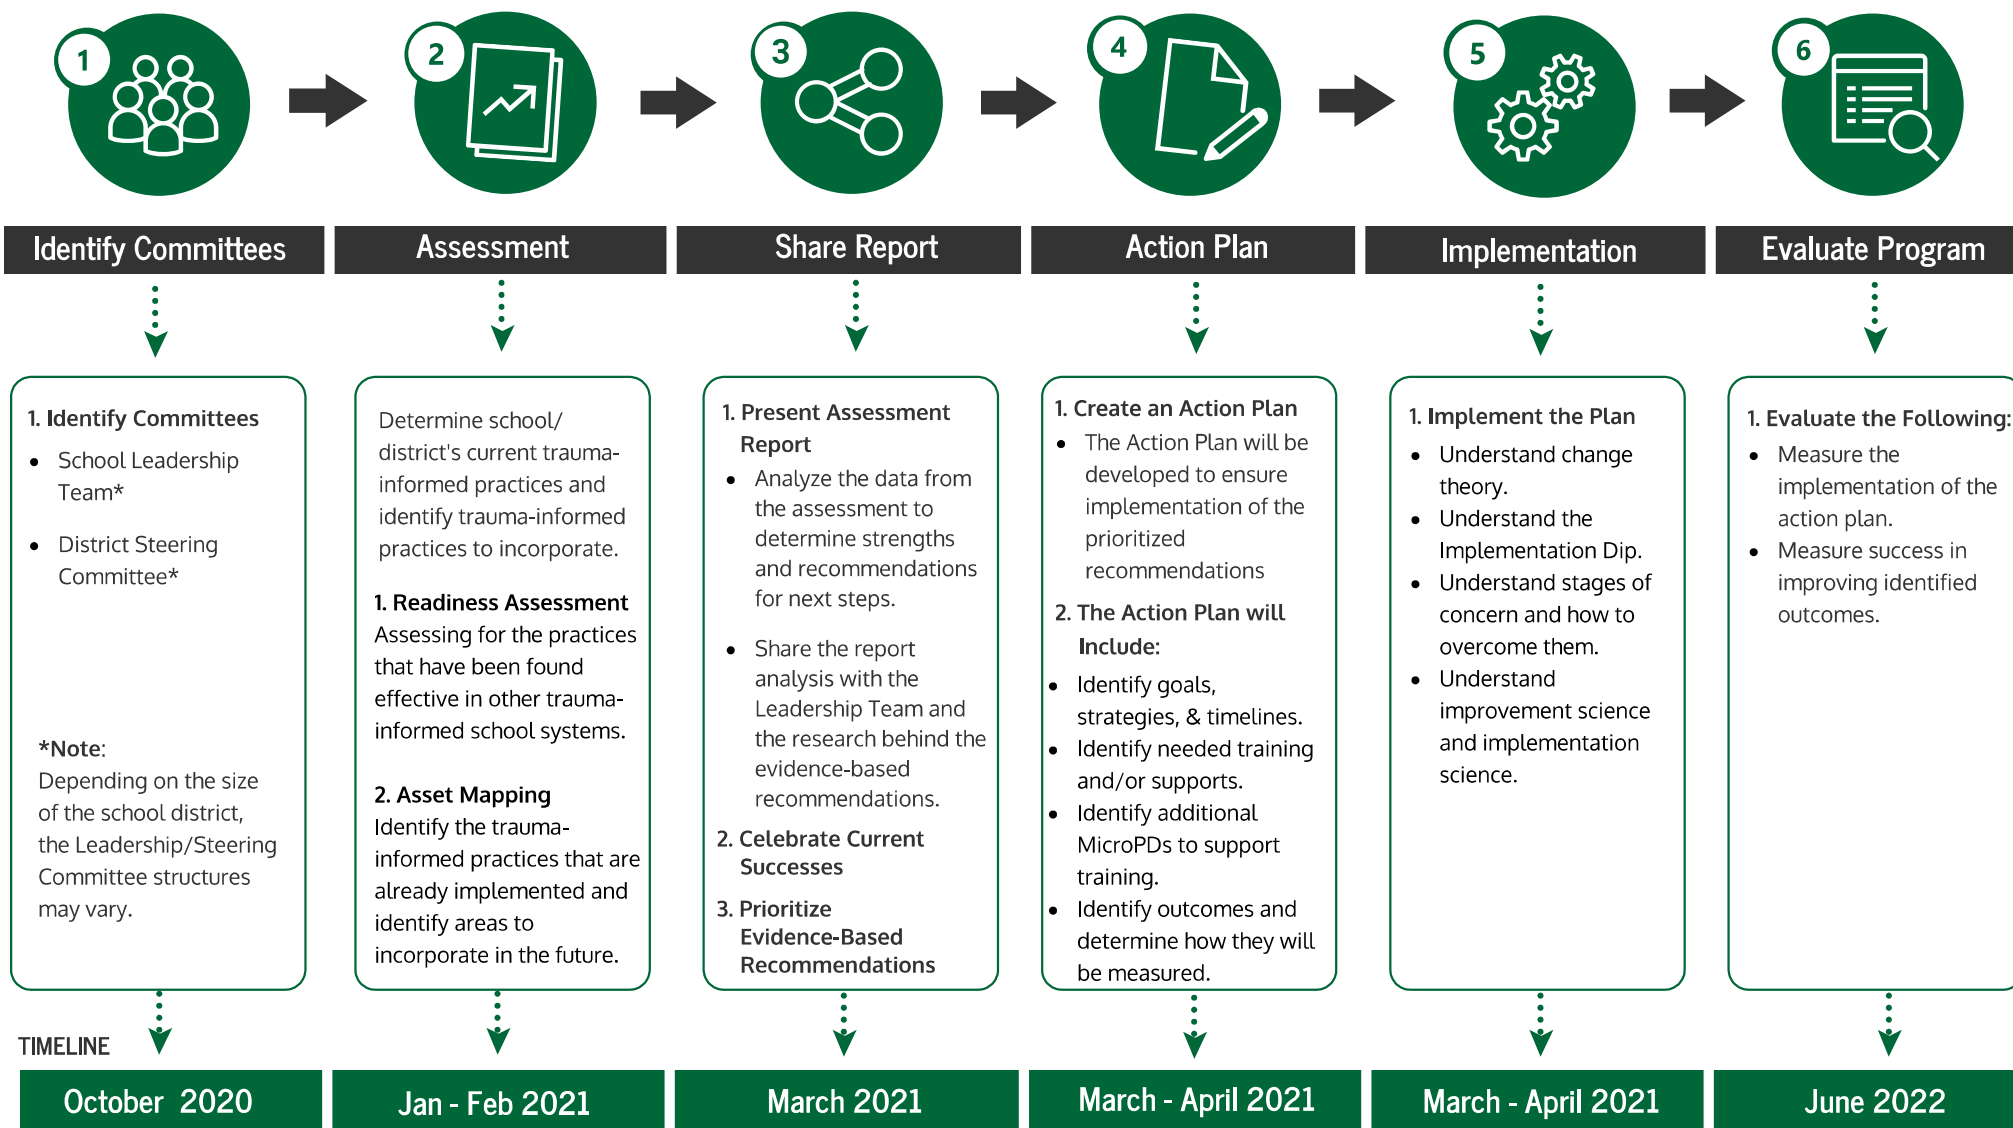 1
2
3
4
5
6
Identify Committees
Assessment
Share Report
Action Plan
Implementation
Evaluate Program
1. Identify Committees
• School Leadership
Team*
• District Steering
Committee*
*Note:
Depending on the size
of the school district,
the Leadership/Steering
Committee structures
may vary.
Determine school/
district's current trauma-
informed practices and
identify trauma-informed
practices to incorporate.
1. Readiness Assessment
Assessing for the practices
that have been found
effective in other trauma-
informed school systems.
2. Asset Mapping
Identify the trauma-
informed practices that are
already implemented and
identify areas to
incorporate in the future.
1. Present Assessment
Report
• Analyze the data from
the assessment to
determine strengths
and recommendations
for next steps.
• Share the report
analysis with the
Leadership Team and
the research behind the
evidence-based
recommendations.
2. Celebrate Current
Successes
3. Prioritize
Evidence-Based
Recommendations
1. Create an Action Plan
• The Action Plan will be
developed to ensure
implementation of the
prioritized
recommendations
2. The Action Plan will
Include:
• Identify goals,
strategies, & timelines.
• Identify needed training
and/or supports.
• Identify additional
MicroPDs to support
training.
• Identify outcomes and
determine how they will
be measured.
1. Implement the Plan
• Understand change
theory.
• Understand the
Implementation Dip.
• Understand stages of
concern and how to
overcome them.
• Understand
improvement science
and implementation
science.
1. Evaluate the Following:
• Measure the
implementation of the
action plan.
• Measure success in
improving identified
outcomes.
TIMELINE
October 2020
Jan - Feb 2021
March 2021
March - April 2021
March - April 2021
June 2022